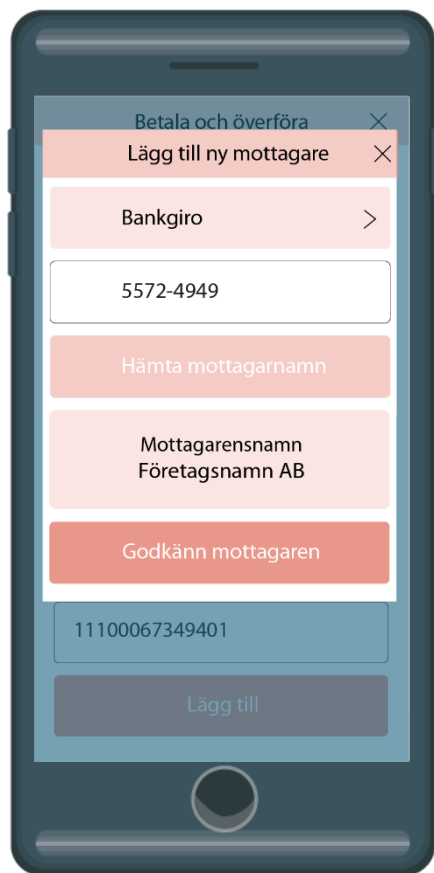 Betala och överföra
Lägg till ny mottagare
Bankgiro
5572-4949
Hämta mottagarnamn
Mottagarensnamn
Företagsnamn AB
Godkänn mottagaren
11100067349401
Lägg till